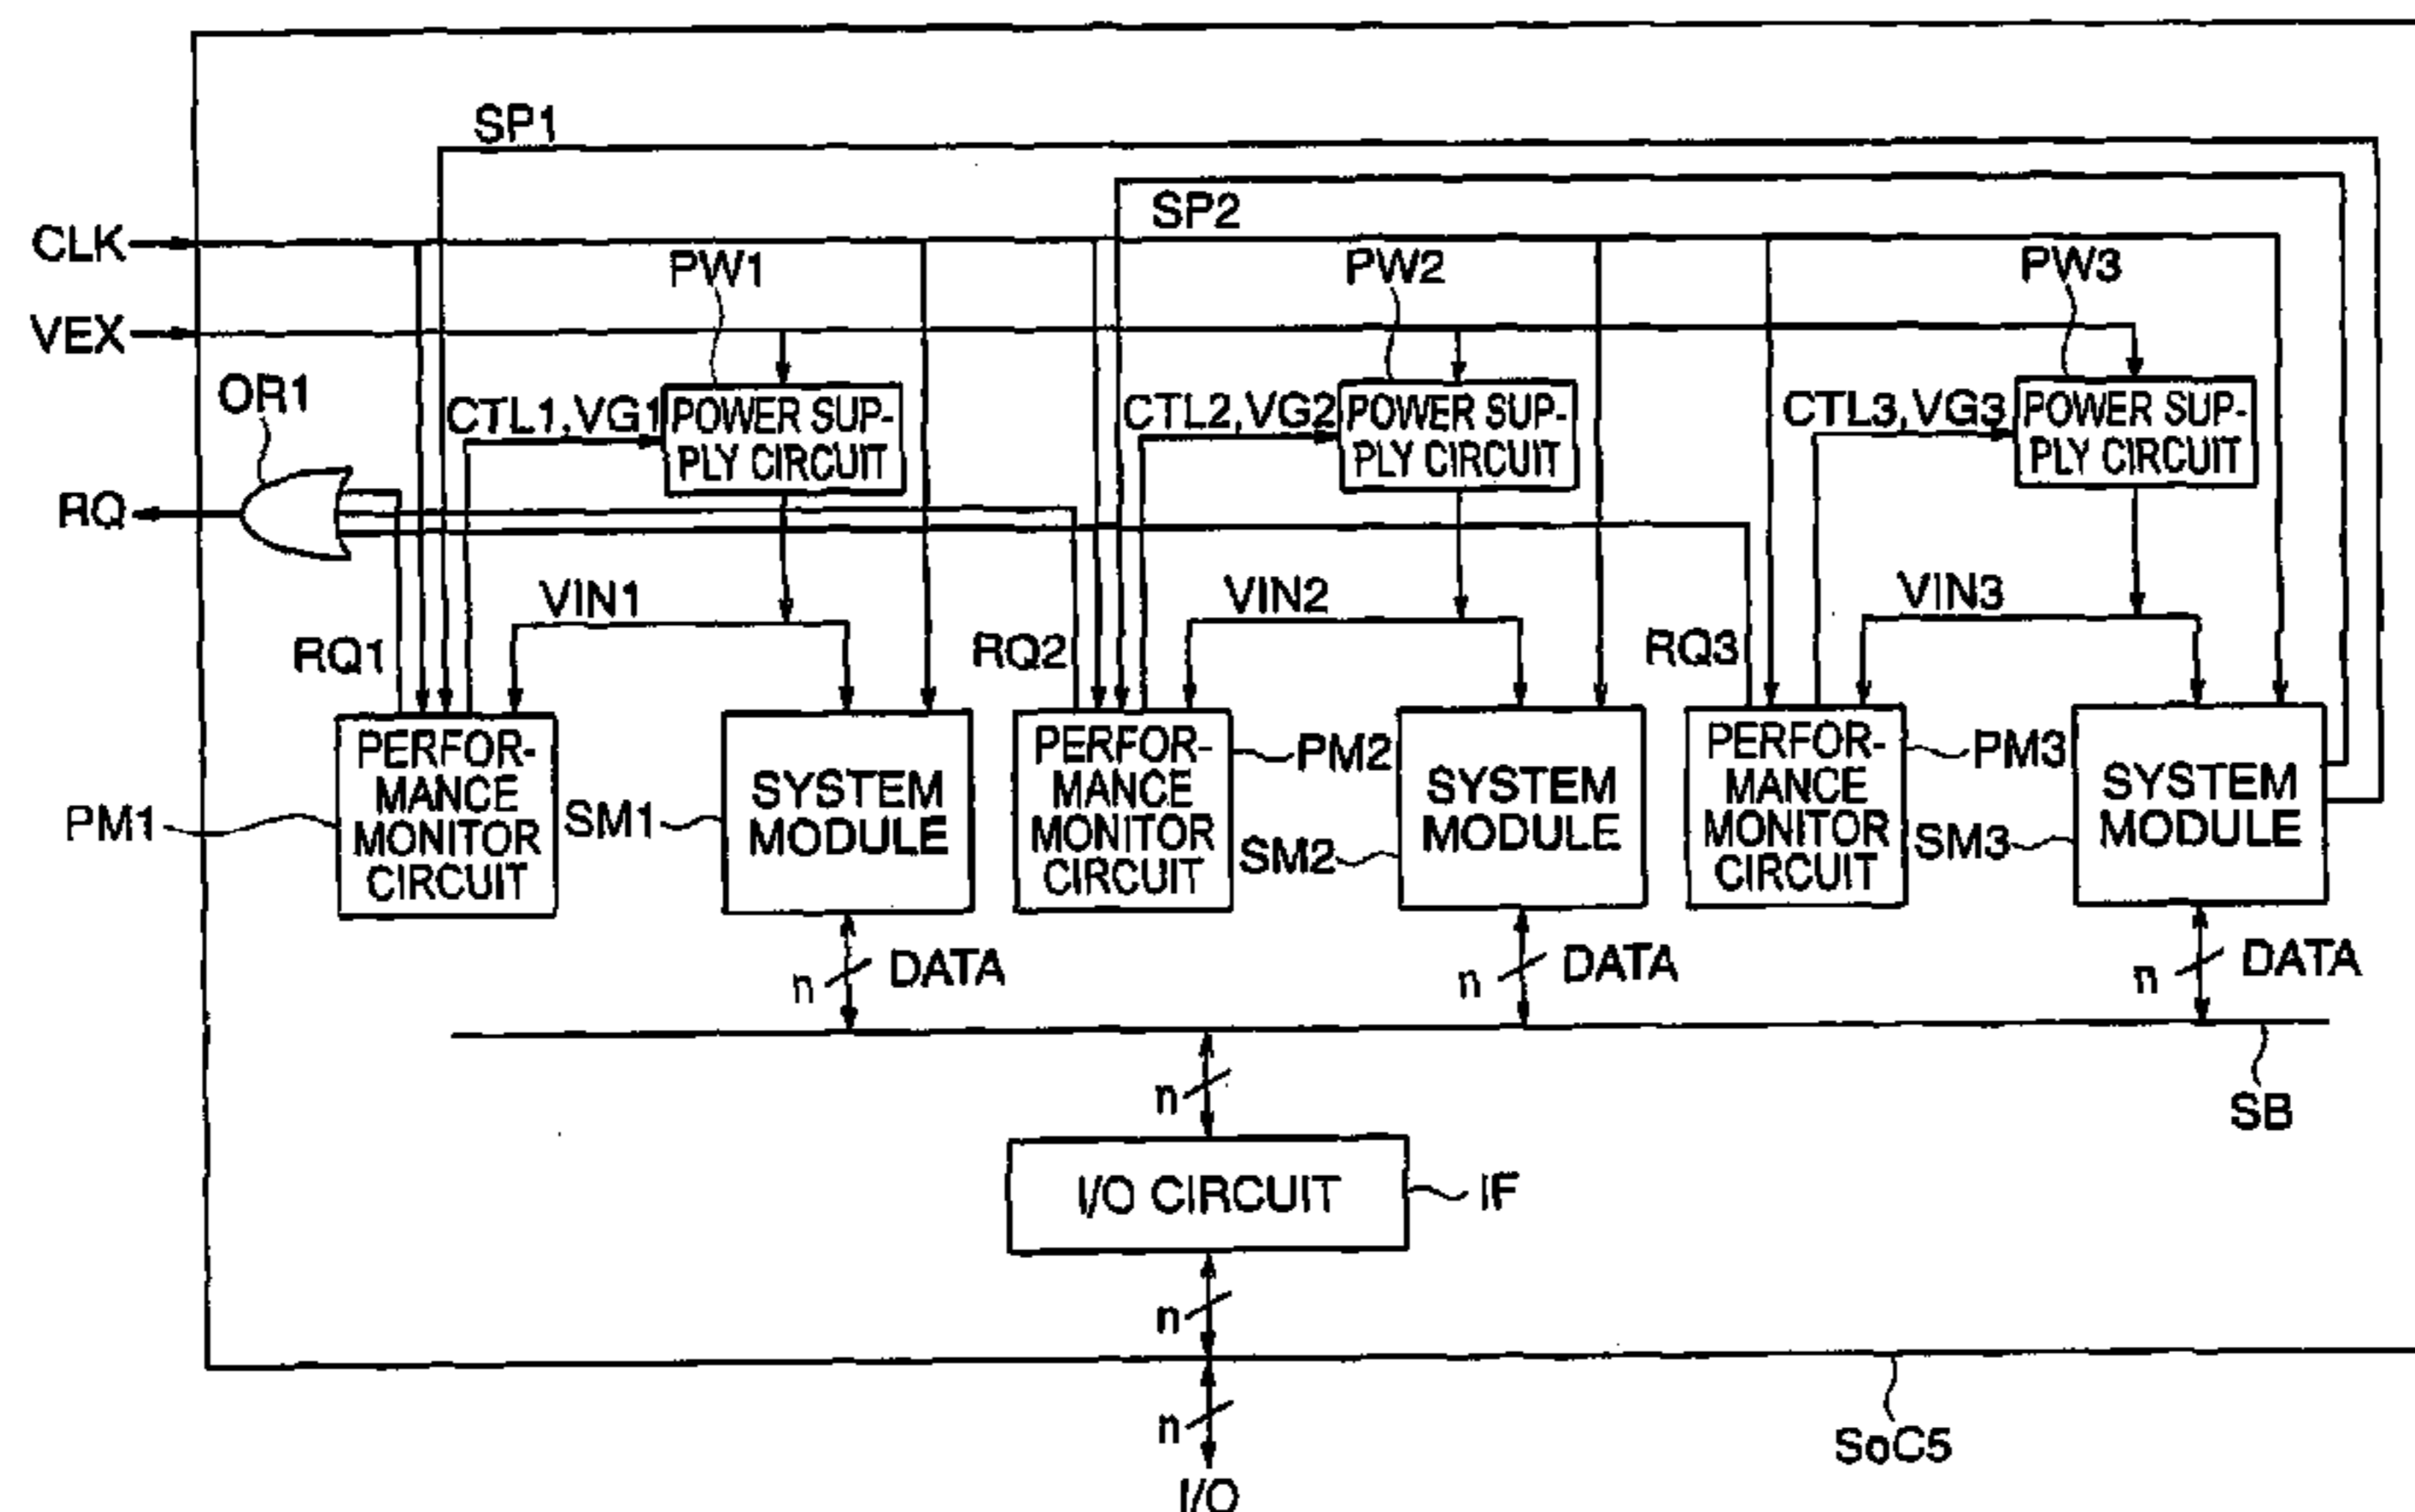 SP1
SP2
CLK
PW1
PW2
PW3
VEX
OR1
CTL1,VG1
POWER SUP-
PLY CIRCUIT
CTL2,VG2
POWER SUP-
PLY CIRCUIT
CTL3,VG3
POWER SUP-
PLY CIRCUIT
RQ
VIN1
VIN2
VIN3
RQ1
RQ2
RQ3
PERFOR-
MANCE
MONITOR
CIRCUIT
PM1
SM1
SYSTEM
MODULE
PERFOR-
MANCE
MONITOR
CIRCUIT
PM2
SM2
SYSTEM
MODULE
PERFOR-
MANCE
MONITOR
CIRCUIT
PM3
SM3
SYSTEM
MODULE
n
DATA
n
DATA
n
DATA
n
SB
I/O CIRCUIT
IF
n
n
SoC5
I/O